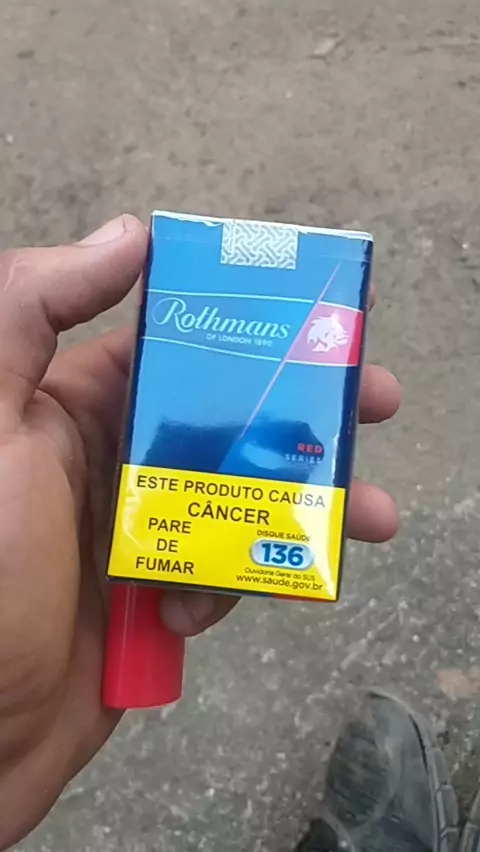 Rothmans
OF LONDON 1890
RED
SERIES
ESTE PRODUTO CAUSA
CÂNCER
PARE
DE
FUMAR
DISQUE SAÚDE
136
Ouvidoria Geral do SUS
www.saude.gov.br